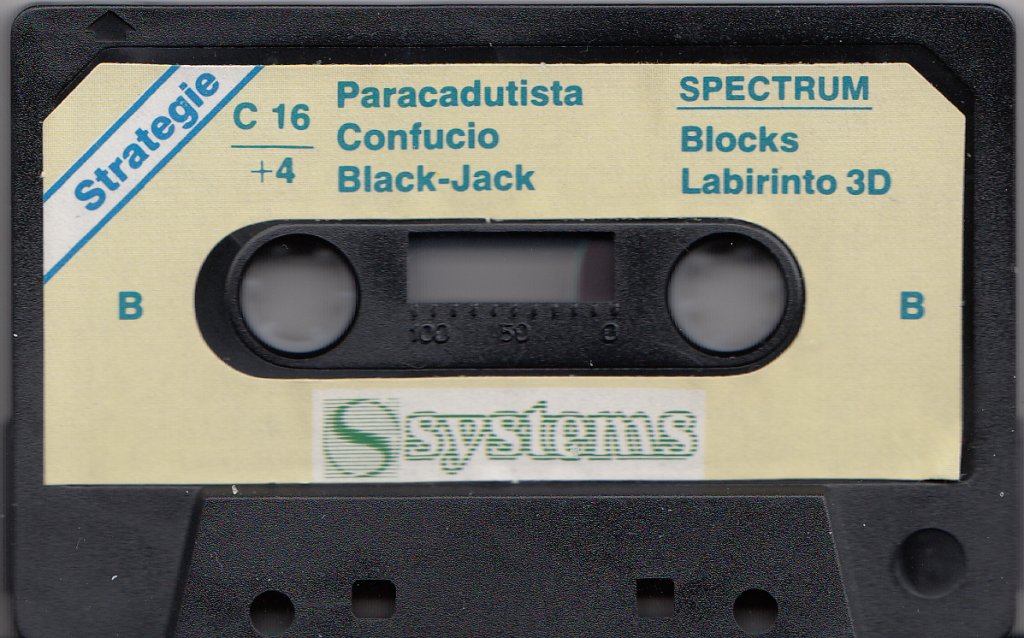 Strategie
C 16
+4
Paracadutista
Confucio
Black-Jack
SPECTRUM
Blocks
Labirinto 3D
B
B
100 50 0
S systems